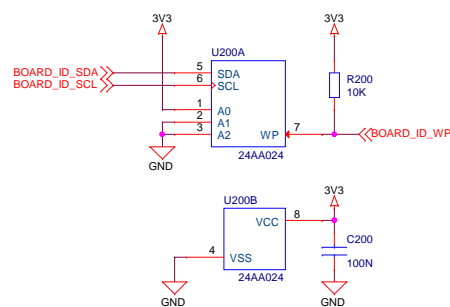 3V3
3V3
U200A
BOARD_ID_SDA
5
SDA
BOARD_ID_SCL
6
SCL
R200
10K
1
A0
2
A1
3
A2
WP
7
BOARD_ID_WP
GND
24AA024
3V3
U200B
VCC
8
C200
4
VSS
100N
24AA024
GND
GND